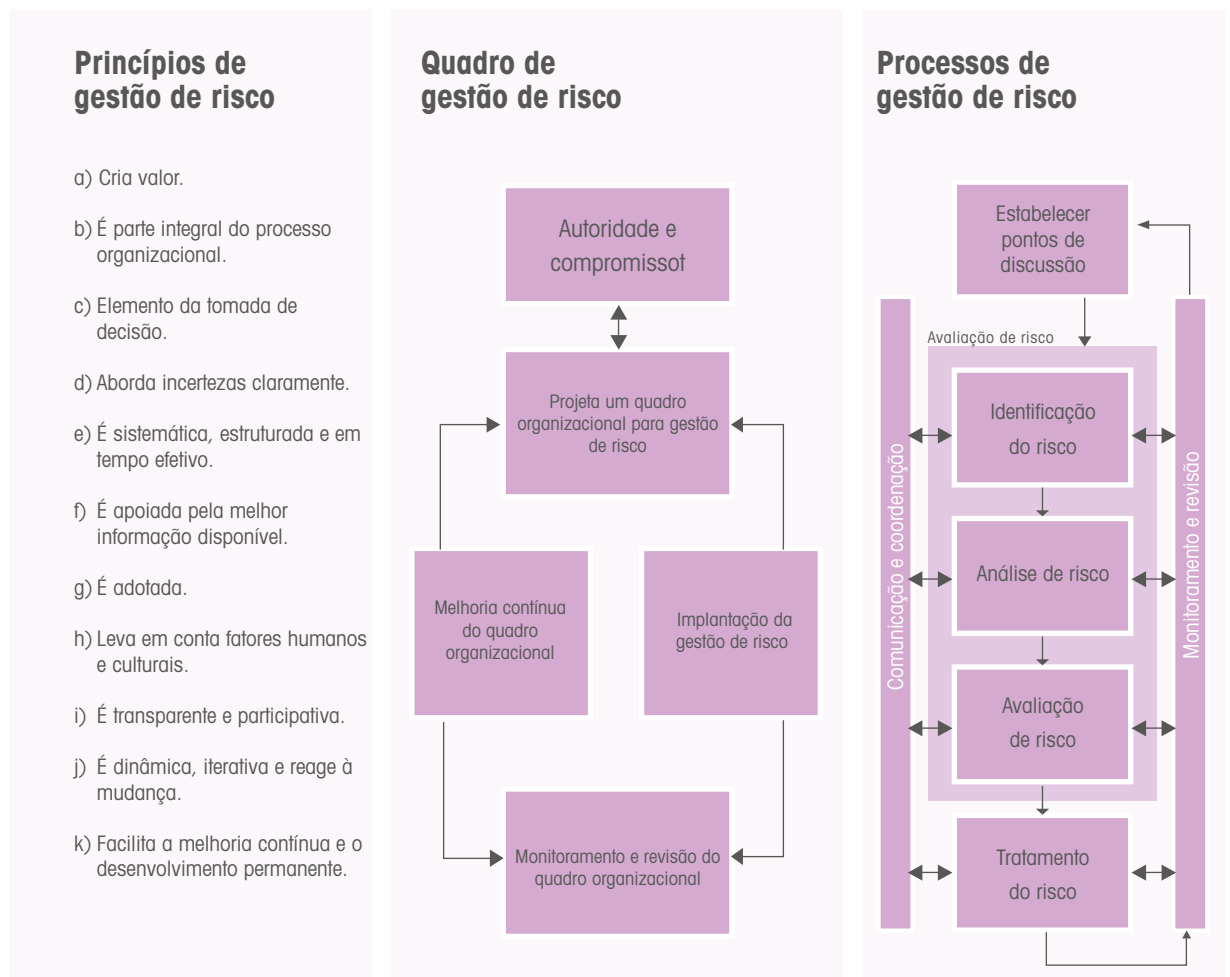 Princípios de
gestão de risco
a) Cria valor.
b) É parte integral do processo
organizacional.
c) Elemento da tomada de
decisão.
d) Aborda incertezas claramente.
e) É sistemática, estruturada e em
tempo efetivo.
f) É apoiada pela melhor
informação disponível.
g) É adotada.
h) Leva em conta fatores humanos
e culturais.
i) É transparente e participativa.
j) É dinâmica, iterativa e reage à
mudança.
k) Facilita a melhoria contínua e o
desenvolvimento permanente.
Quadro de
gestão de risco
Autoridade e
compromissot
Projeta um quadro
organizacional para gestão
de risco
Melhoria contínua
do quadro
organizacional
Implantação da
gestão de risco
Monitoramento e revisão do
quadro organizacional
Processos de
gestão de risco
Estabelecer
pontos de
discussão
Avaliação de risco
Comunicação e coordenação
Identificação
do risco
Análise de risco
Avaliação
de risco
Tratamento
do risco
Monitoramento e revisão